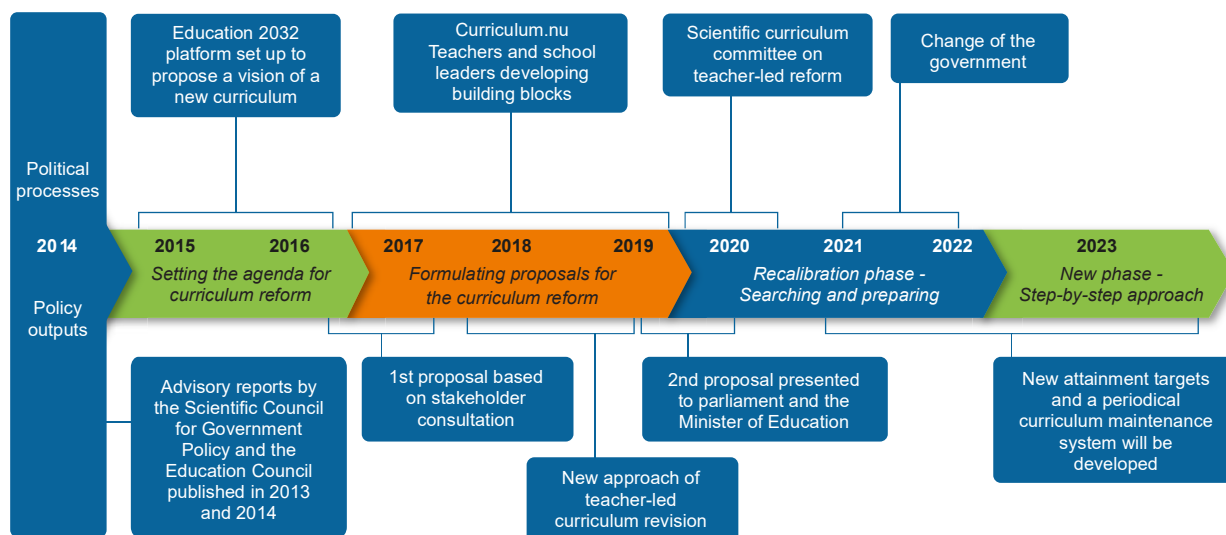 Education 2032
platform set up to
propose a vision of a
new curriculum
Curriculum.nu
Teachers and school
leaders developing
building blocks
Scientific curriculum
committee on
teacher-led reform
Change of the
government
Political
processes
2014
Policy
outputs
2015
2016
Setting the agenda for
curriculum reform
2017
2018
2019
Formulating proposals for
the curriculum reform
2020
2021
2022
Recalibration phase -
Searching and preparing
2023
New phase -
Step-by-step approach
Advisory reports by
the Scientific Council
for Government
Policy and the
Education Council
published in 2013
and 2014
1st proposal based
on stakeholder
consultation
New approach of
teacher-led
curriculum revision
2nd proposal presented
to parliament and the
Minister of Education
New attainment targets
and a periodical
curriculum maintenance
system will be
developed